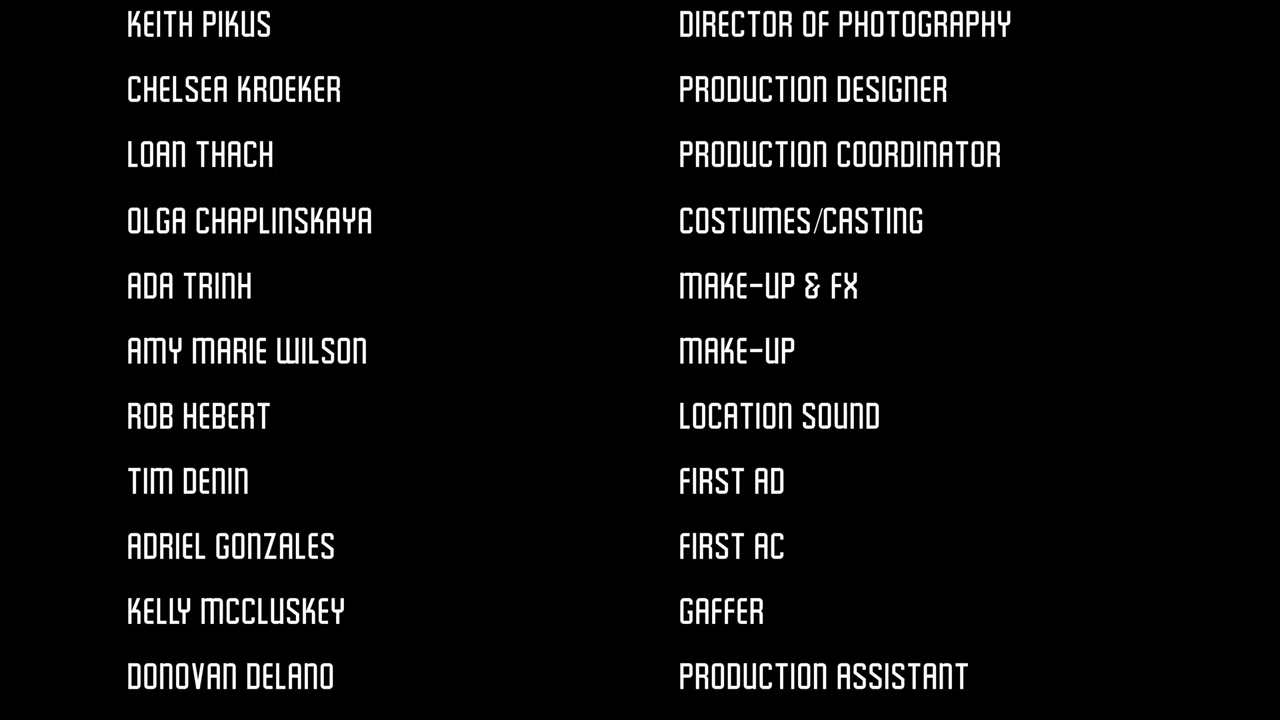 KEITH PIKUS DIRECTOR OF PHOTOGRAPHY
CHELSEA KROEKER PRODUCTION DESIGNER
LOAN THACH PRODUCTION COORDINATOR
OLGA CHAPLINSKAYA COSTUMES/CASTING
ADA TRINH MAKE-UP & FX
AMY MARIE WILSON MAKE-UP
ROB HEBERT LOCATION SOUND
TIM DENIN FIRST AD
ADRIEL GONZALES FIRST AC
KELLY MCCLUSKEY GAFFER
DONOVAN DELANO PRODUCTION ASSISTANT